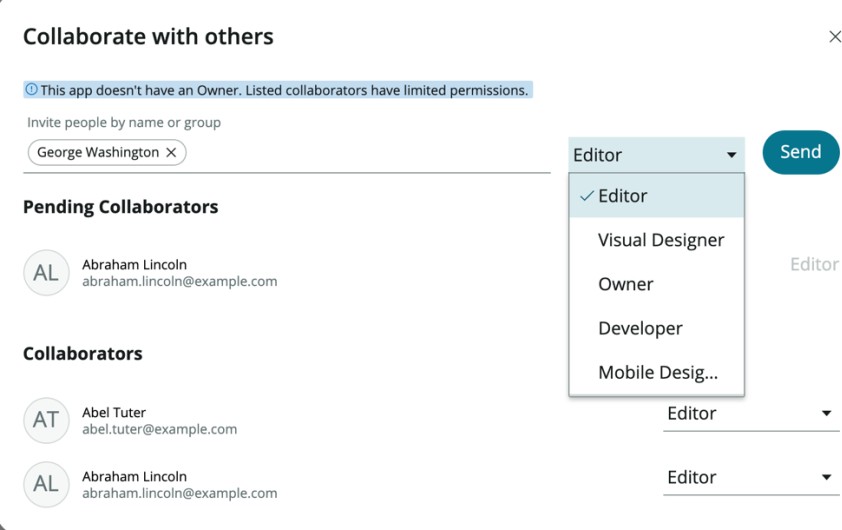 Collaborate with others
This app doesn't have an Owner. Listed collaborators have limited permissions.
Invite people by name or group
George Washington
Editor
Send
Editor
Visual Designer
Owner
Developer
Mobile Desig...
Pending Collaborators
AL
Abraham Lincoln
abraham.lincoln@example.com
Editor
Collaborators
AT
Abel Tuter
abel.tuter@example.com
Editor
AL
Abraham Lincoln
abraham.lincoln@example.com
Editor